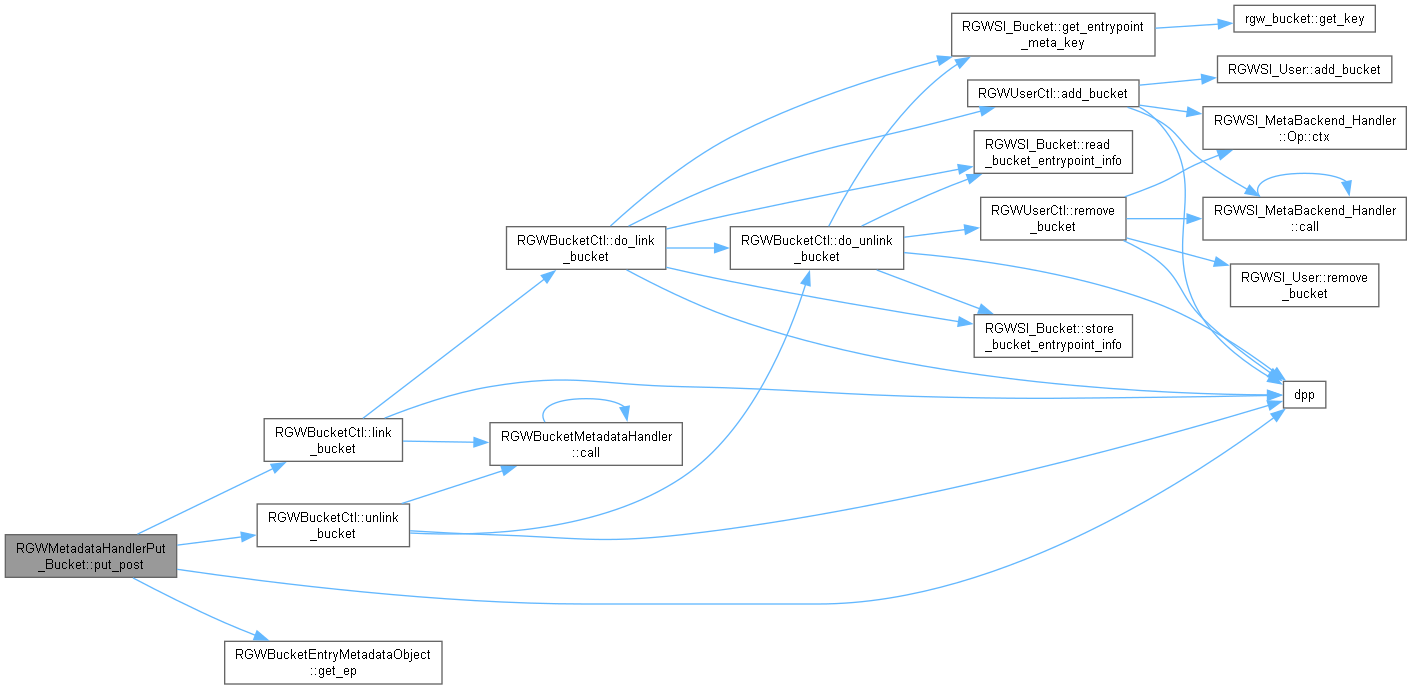 RGWMetadataHandlerPut
_Bucket::put_post
RGWBucketCtl::link
_bucket
RGWBucketCtl::unlink
_bucket
RGWBucketEntryMetadataObject
::get_ep
RGWBucketCtl::do_link
_bucket
RGWBucketMetadataHandler
::call
RGWBucketCtl::do_unlink
_bucket
RGWSI_Bucket::get_entrypoint
_meta_key
RGWUserCtl::add_bucket
RGWSI_Bucket::read
_bucket_entrypoint_info
RGWUserCtl::remove
_bucket
RGWSI_Bucket::store
_bucket_entrypoint_info
rgw_bucket::get_key
RGWSI_User::add_bucket
RGWSI_MetaBackend_Handler
::Op::ctx
RGWSI_MetaBackend_Handler
::call
RGWSI_User::remove
_bucket
dpp